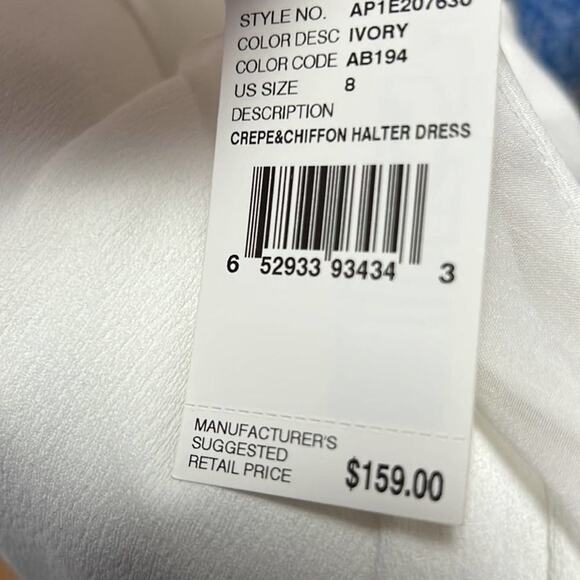 STYLE NO. AP1E207630
COLOR DESC IVORY
COLOR CODE AB194
US SIZE 8
DESCRIPTION
CREPE&CHIFFON HALTER DRESS
6 52933 93434 3
MANUFACTURER'S
SUGGESTED
RETAIL PRICE $159.00